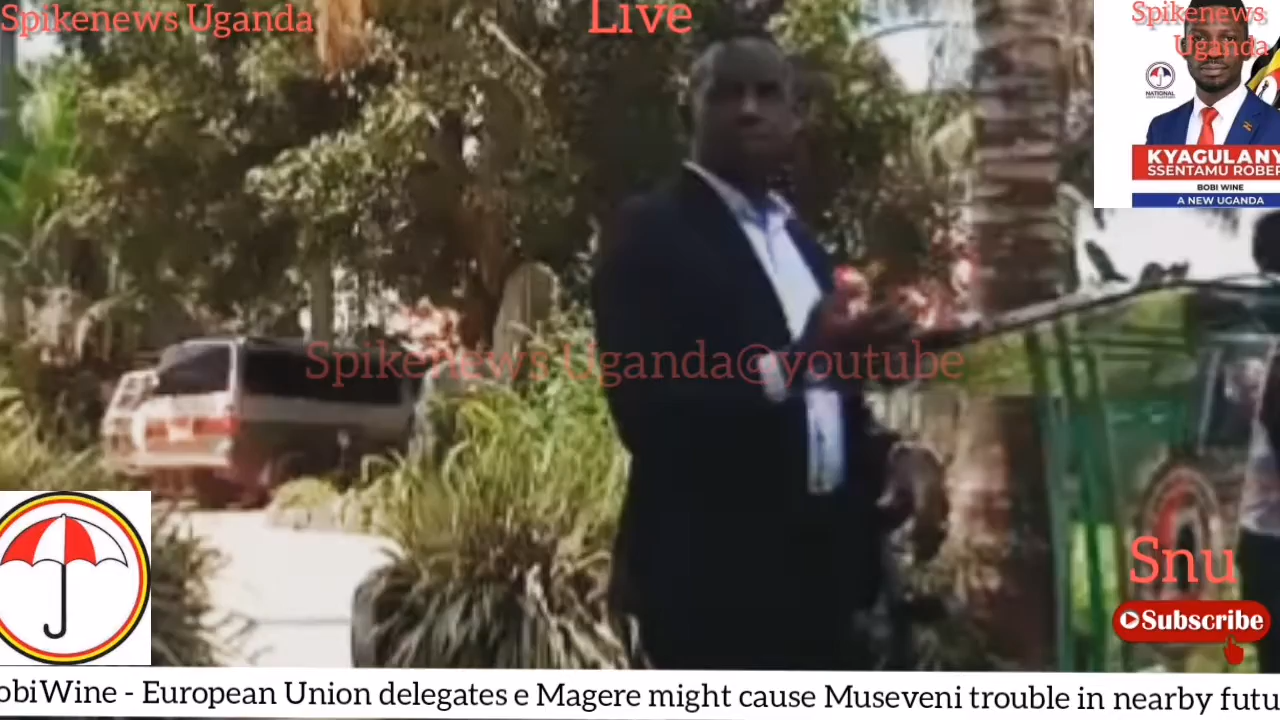 Spikenews Uganda
Live
Spikenews
Uganda
NATIONAL
KYAGULANY
SSENTAMU ROBER
BOBI WINE
A NEW UGANDA
Spikenews Uganda@youtube
Snu
Subscribe
obiWine - European Union delegates e Magere might cause Museveni trouble in nearby futu